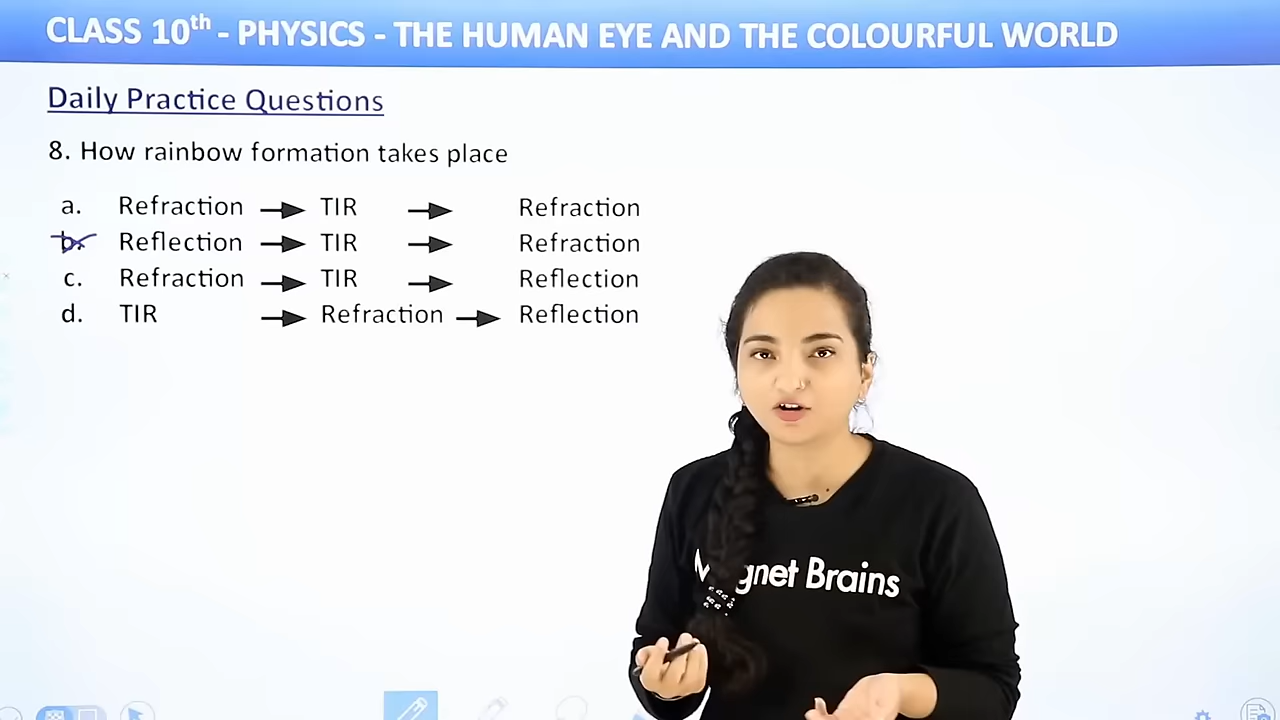 CLASS 10th - PHYSICS - THE HUMAN EYE AND THE COLOURFUL WORLD
Daily Practice Questions
8. How rainbow formation takes place
a. Refraction → TIR → Refraction
b. Reflection → TIR → Refraction
c. Refraction → TIR → Reflection
d. TIR → Refraction → Reflection
Brains